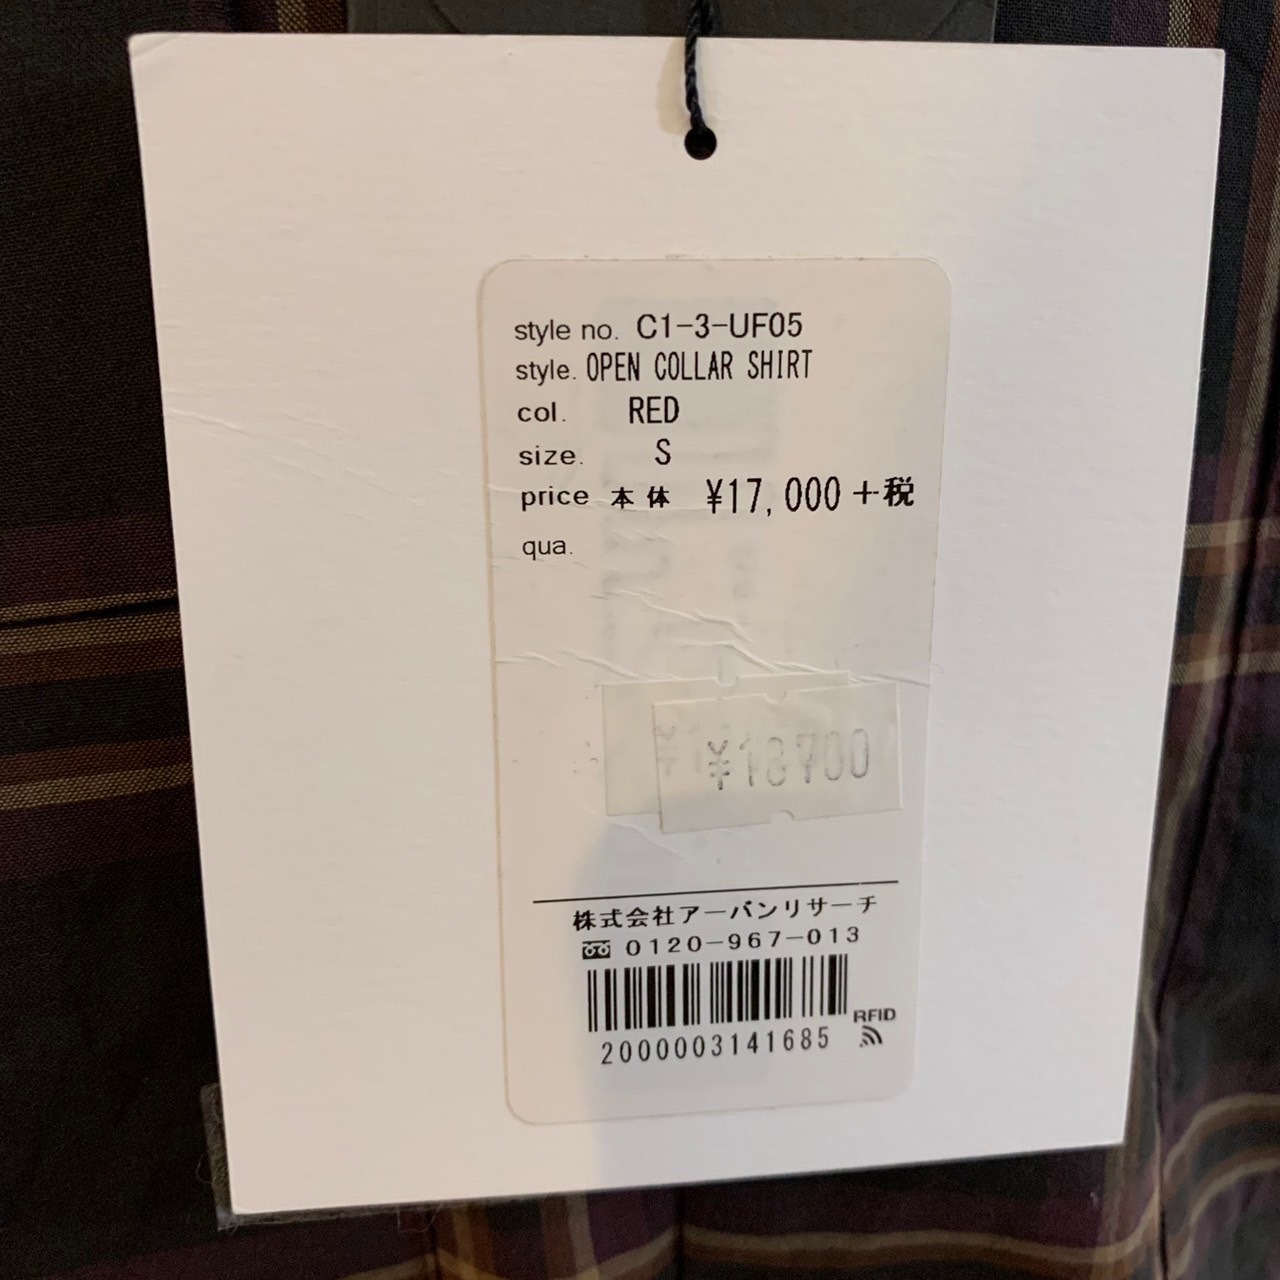 style no. C1-3-UF05
style. OPEN COLLAR SHIRT
col. RED
size. S
price 本体 ¥17,000+税
qua.
¥18700
株式会社アーバンリサーチ
0120-967-013
RFID
2000003141685